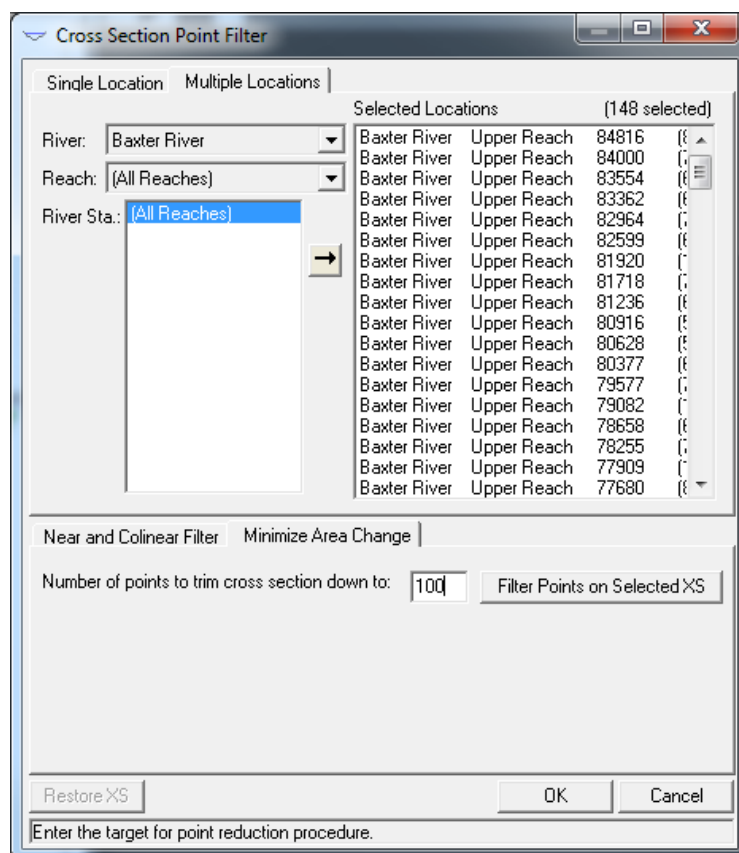 Cross Section Point Filter
Single Location Multiple Locations
Selected Locations (148 selected)
River: Baxter River
Reach: (All Reaches)
River Sta.: (All Reaches)
Baxter River Upper Reach 84816
Baxter River Upper Reach 84000
Baxter River Upper Reach 83554
Baxter River Upper Reach 83362
Baxter River Upper Reach 82964
Baxter River Upper Reach 82599
Baxter River Upper Reach 81920
Baxter River Upper Reach 81718
Baxter River Upper Reach 81236
Baxter River Upper Reach 80916
Baxter River Upper Reach 80628
Baxter River Upper Reach 80377
Baxter River Upper Reach 79577
Baxter River Upper Reach 79082
Baxter River Upper Reach 78658
Baxter River Upper Reach 78255
Baxter River Upper Reach 77909
Baxter River Upper Reach 77680
Near and Colinear Filter Minimize Area Change
Number of points to trim cross section down to: 100 Filter Points on Selected XS
Restore XS OK Cancel
Enter the target for point reduction procedure.